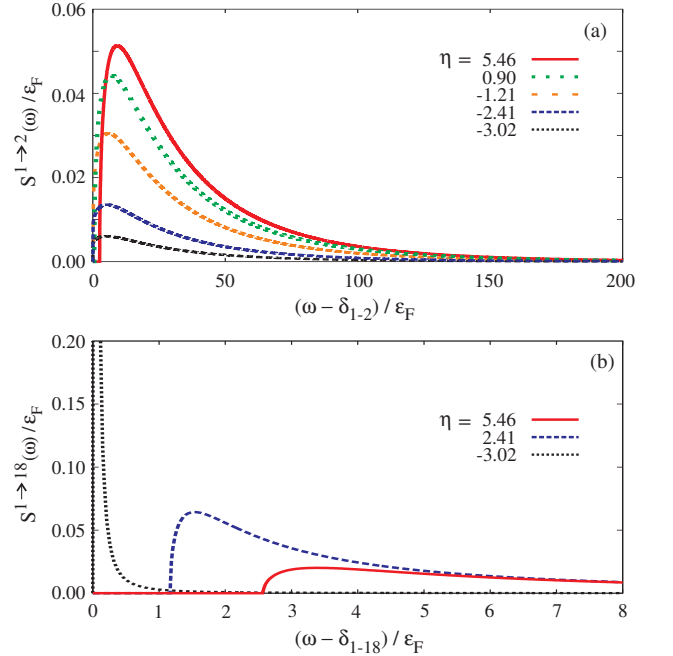 0.06
(a)
η = 5.46
0.90
-1.21
-2.41
-3.02
0.04
0.02
0.00
S^{1→2}(ω)/ε_F
0 50 100 150 200
(ω − δ_{1-2}) / ε_F
0.20
(b)
η = 5.46
2.41
-3.02
0.15
0.10
0.05
0.00
S^{1→18}(ω)/ε_F
0 1 2 3 4 5 6 7 8
(ω − δ_{1-18}) / ε_F